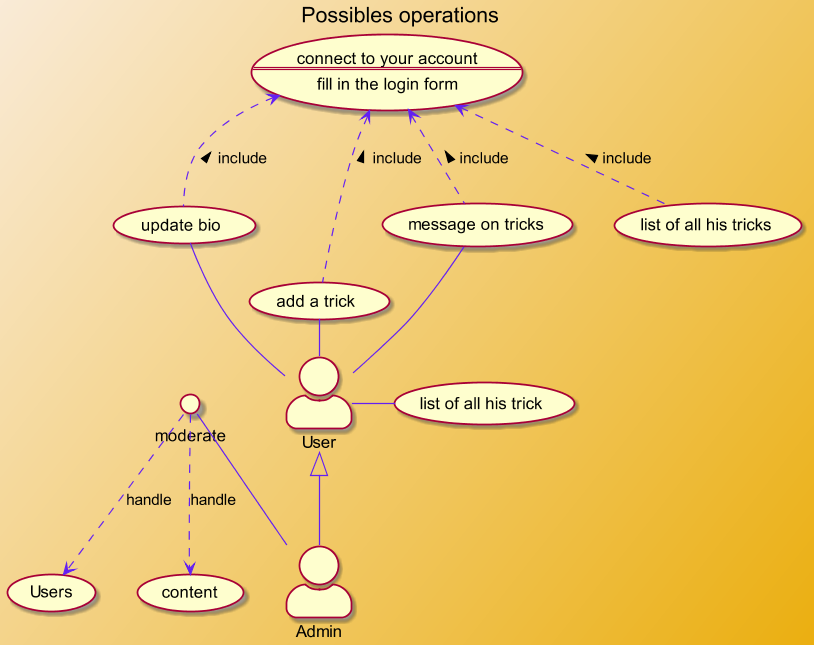 Possibles operations
connect to your account
fill in the login form
include
include
include
include
update bio
message on tricks
list of all his tricks
add a trick
list of all his trick
User
moderate
handle
handle
Users
content
Admin